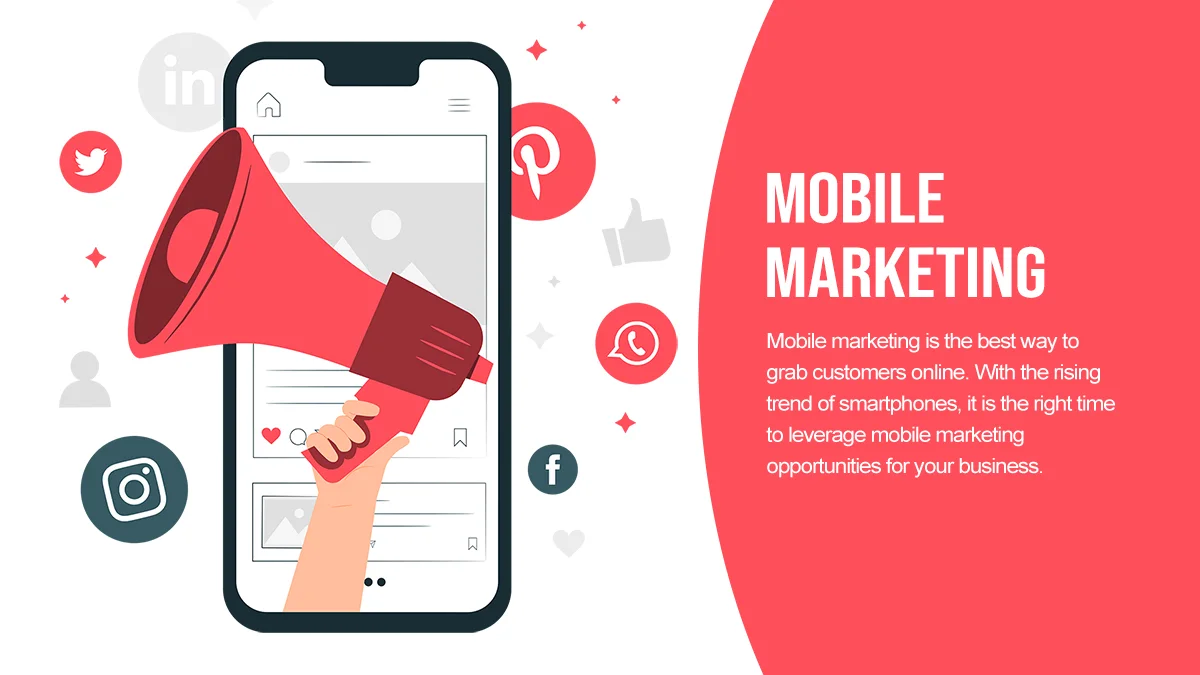 in
MOBILE
MARKETING
Mobile marketing is the best way to
grab customers online. With the rising
trend of smartphones, it is the right time
to leverage mobile marketing
opportunities for your business.
f